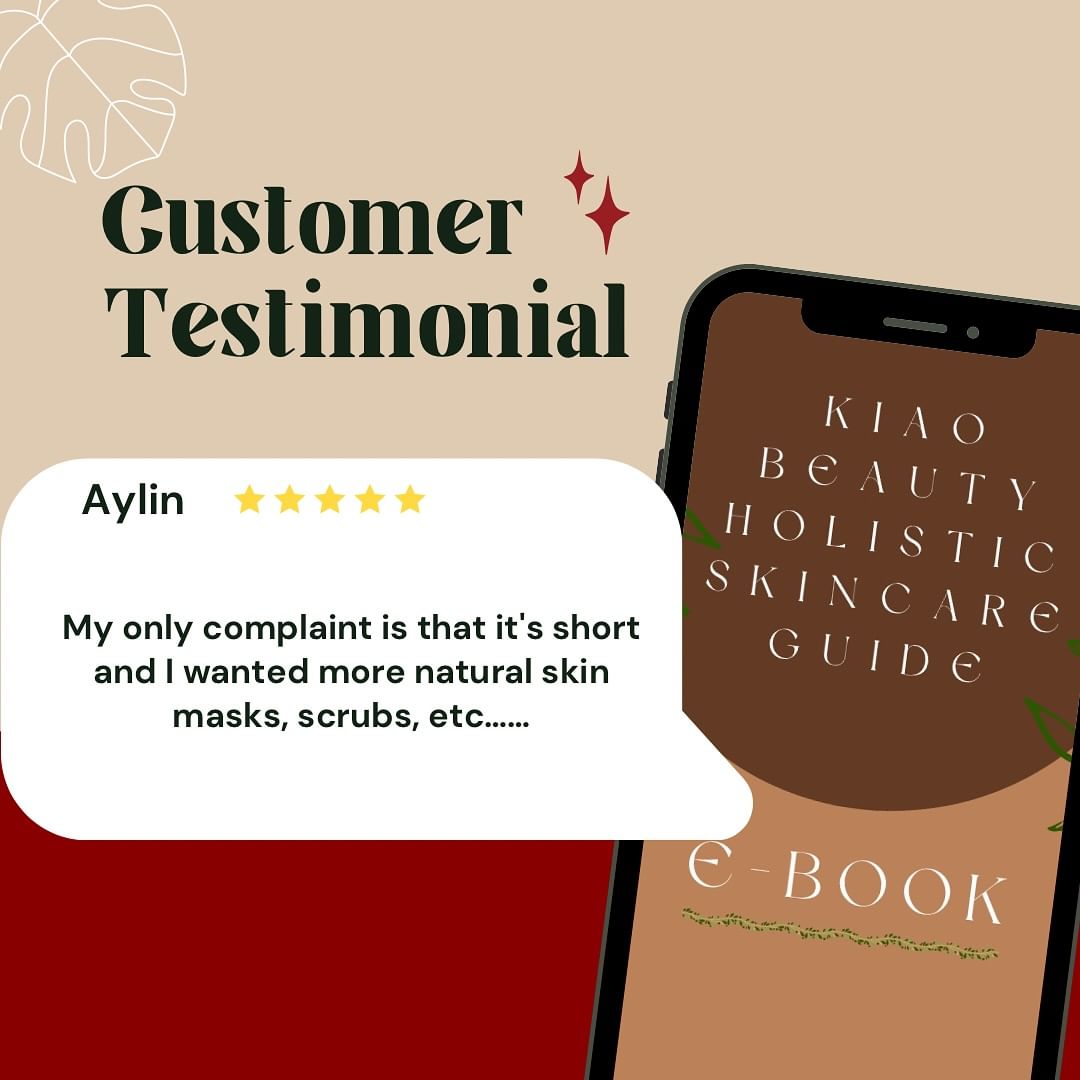 Customer
Testimonial
Aylin
My only complaint is that it's short
and I wanted more natural skin
masks, scrubs, etc......
KIAO
BEAUTY
HOLISTIC
SKINCARE
GUIDE
E-BOOK